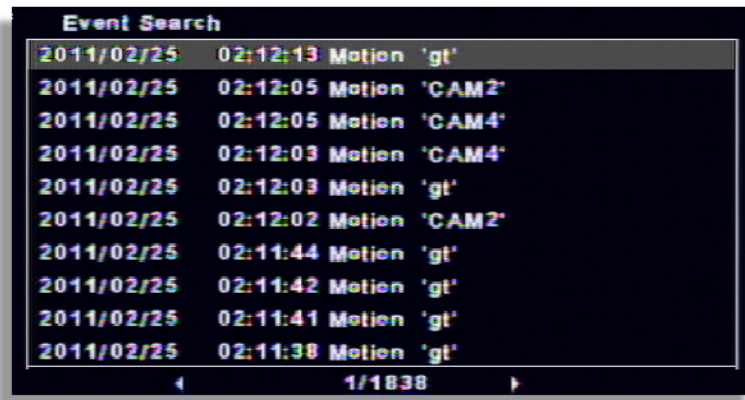 Event Search
2011/02/25 02:12:13 Motion 'gt'
2011/02/25 02:12:05 Motion 'CAM2'
2011/02/25 02:12:05 Motion 'CAM4'
2011/02/25 02:12:03 Motion 'CAM4'
2011/02/25 02:12:03 Motion 'gt'
2011/02/25 02:12:02 Motion 'CAM2'
2011/02/25 02:11:44 Motion 'gt'
2011/02/25 02:11:42 Motion 'gt'
2011/02/25 02:11:41 Motion 'gt'
2011/02/25 02:11:38 Motion 'gt'
1/1838